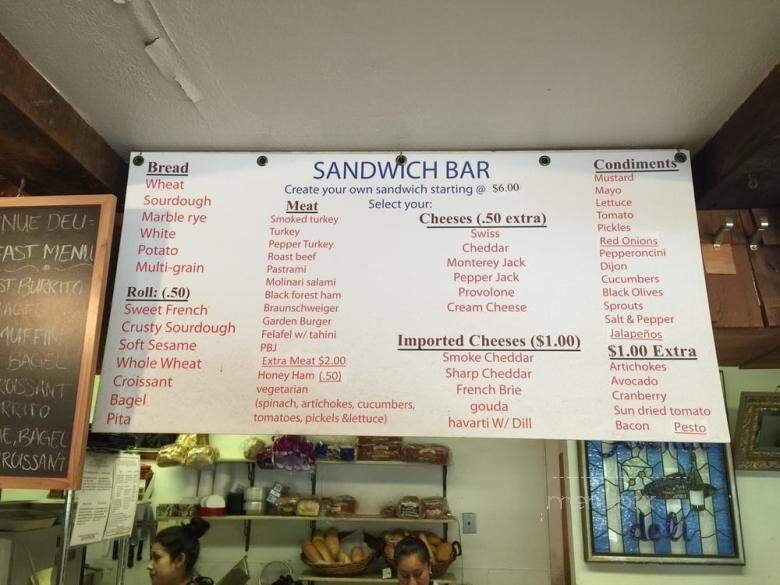 SANDWICH BAR
Create your own sandwich starting @ $6.00
Select your:
Bread
Wheat
Sourdough
Marble rye
White
Potato
Multi-grain
Roll: (.50)
Sweet French
Crusty Sourdough
Soft Sesame
Whole Wheat
Croissant
Bagel
Pita
Meat
Smoked turkey
Turkey
Pepper Turkey
Roast beef
Pastrami
Molinari salami
Black forest ham
Braunschweiger
Garden Burger
Felafel w/ tahini
PBJ
Extra Meat $2.00
Honey Ham (.50)
vegetarian
(spinach, artichokes, cucumbers,
tomatoes, pickels &lettuce)
Cheeses (.50 extra)
Swiss
Cheddar
Monterey Jack
Pepper Jack
Provolone
Cream Cheese
Imported Cheeses ($1.00)
Smoke Cheddar
Sharp Cheddar
French Brie
gouda
havarti W/ Dill
Condiments
Mustard
Mayo
Lettuce
Tomato
Pickles
Red Onions
Pepperoncini
Dijon
Cucumbers
Black Olives
Sprouts
Salt & Pepper
Jalapeños
$1.00 Extra
Artichokes
Avocado
Cranberry
Sun dried tomato
Bacon Pesto
NUE DELI
FAST MENU
ST BURRITO
BAGEL
MUFFIN
BAGEL
ROISSANT
RRITO
E, BAGEL
ROISSANT
deli